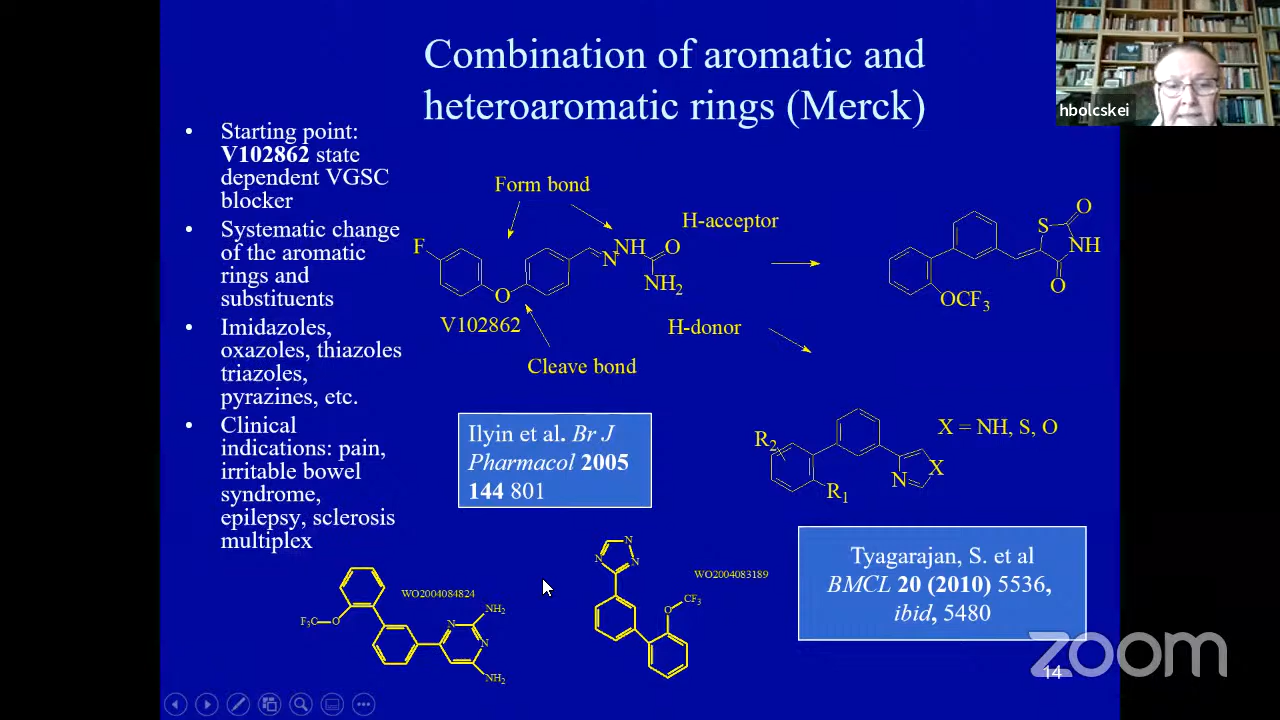 Combination of aromatic and
heteroaromatic rings (Merck)
hbolcskei
• Starting point:
V102862 state
dependent VGSC
blocker
• Systematic change
of the aromatic
rings and
substituents
• Imidazoles,
oxazoles, thiazoles
triazoles,
pyrazines, etc.
• Clinical
indications: pain,
irritable bowel
syndrome,
epilepsy, sclerosis
multiplex
Form bond
H-acceptor
F
O
N
NH
O
NH2
V102862
Cleave bond
H-donor
S
O
NH
O
OCF3
X = NH, S, O
R2
R1
N
X
Ilyin et al. Br J
Pharmacol 2005
144 801
Tyagarajan, S. et al
BMCL 20 (2010) 5536,
ibid, 5480
WO2004084824
F3C
O
N
NH2
N
NH2
WO2004083189
N
N
N
O
CF3
zoom
14